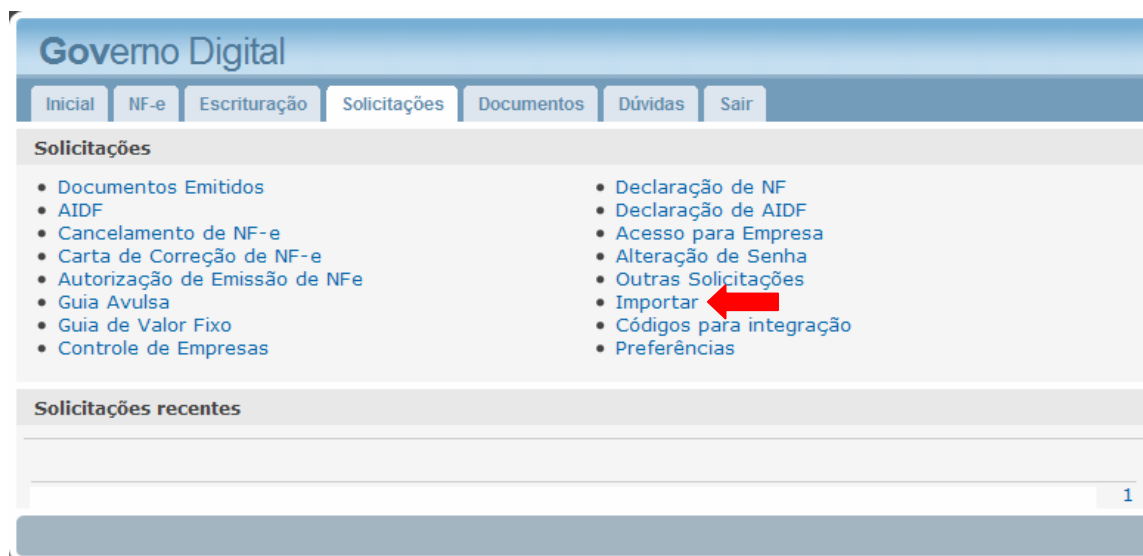 Governo Digital
Inicial NF-e Escrituração Solicitações Documentos Dúvidas Sair
Solicitações
Documentos Emitidos
AIDF
Cancelamento de NF-e
Carta de Correção de NF-e
Autorização de Emissão de NFe
Guia Avulsa
Guia de Valor Fixo
Controle de Empresas
Declaração de NF
Declaração de AIDF
Acesso para Empresa
Alteração de Senha
Outras Solicitações
Importar
Códigos para integração
Preferências
Solicitações recentes
1